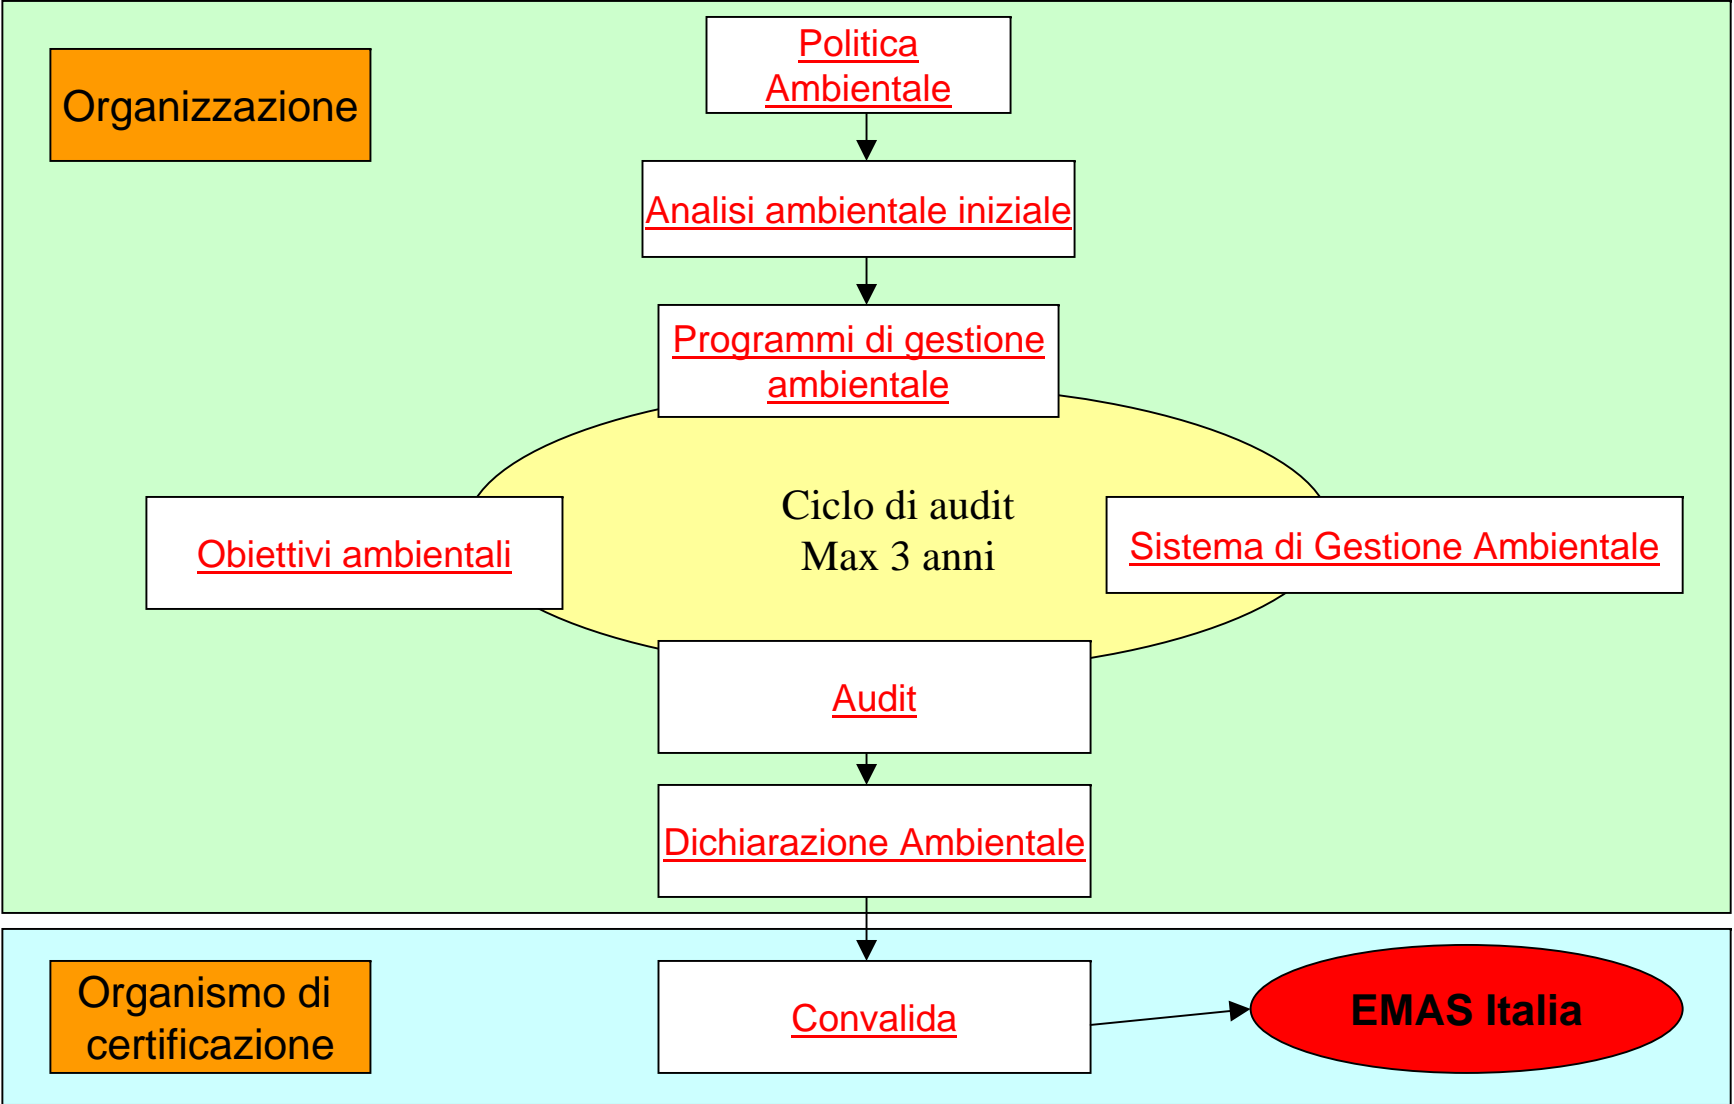 Politica
Ambientale
Organizzazione
Analisi ambientale iniziale
Programmi di gestione
ambientale
Ciclo di audit
Max 3 anni
Obiettivi ambientali
Sistema di Gestione Ambientale
Audit
Dichiarazione Ambientale
Organismo di
certificazione
Convalida
EMAS Italia